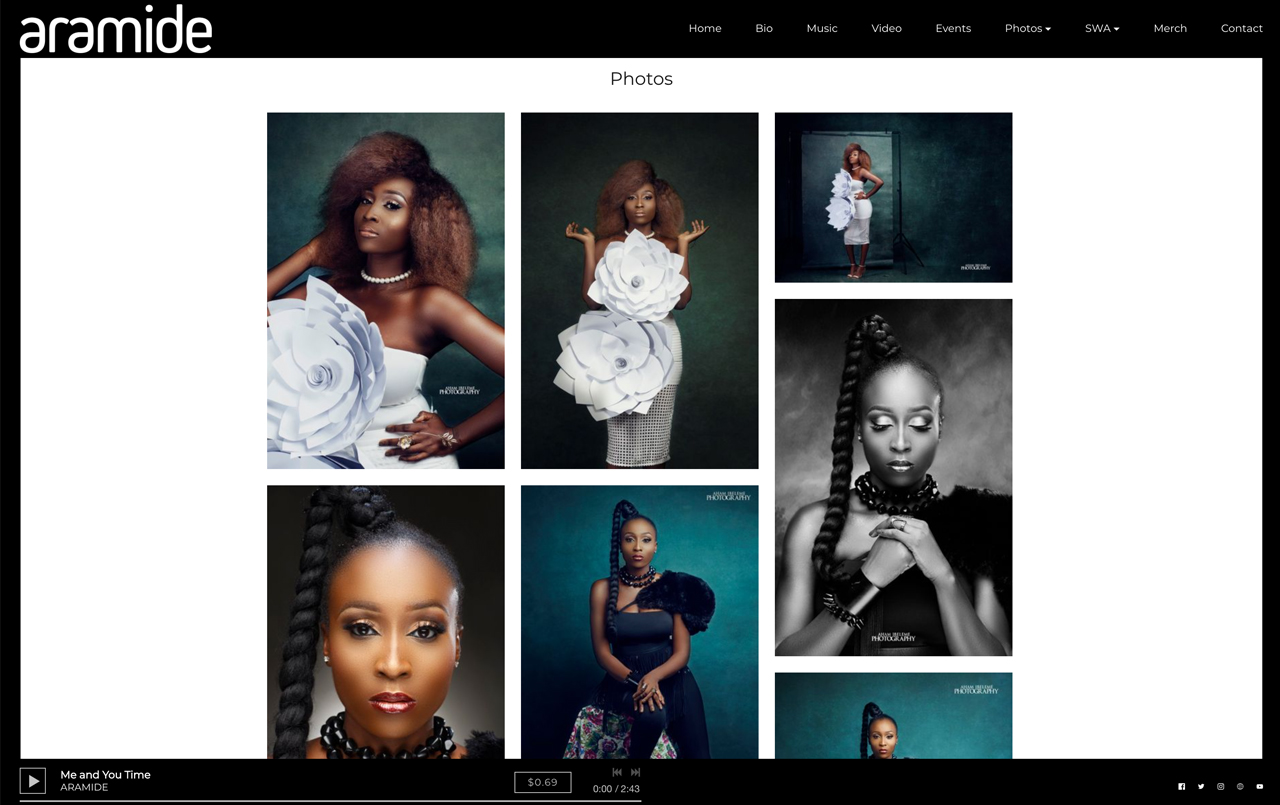 aramide
Home Bio Music Video Events Photos SWA Merch Contact
Photos
PHOTOGRAPHY
PHOTOGRAPHY
PHOTOGRAPHY
PHOTOGRAPHY
PHOTOGRAPHY
Me and You Time
ARAMIDE
$0.69
0:00 / 2:43